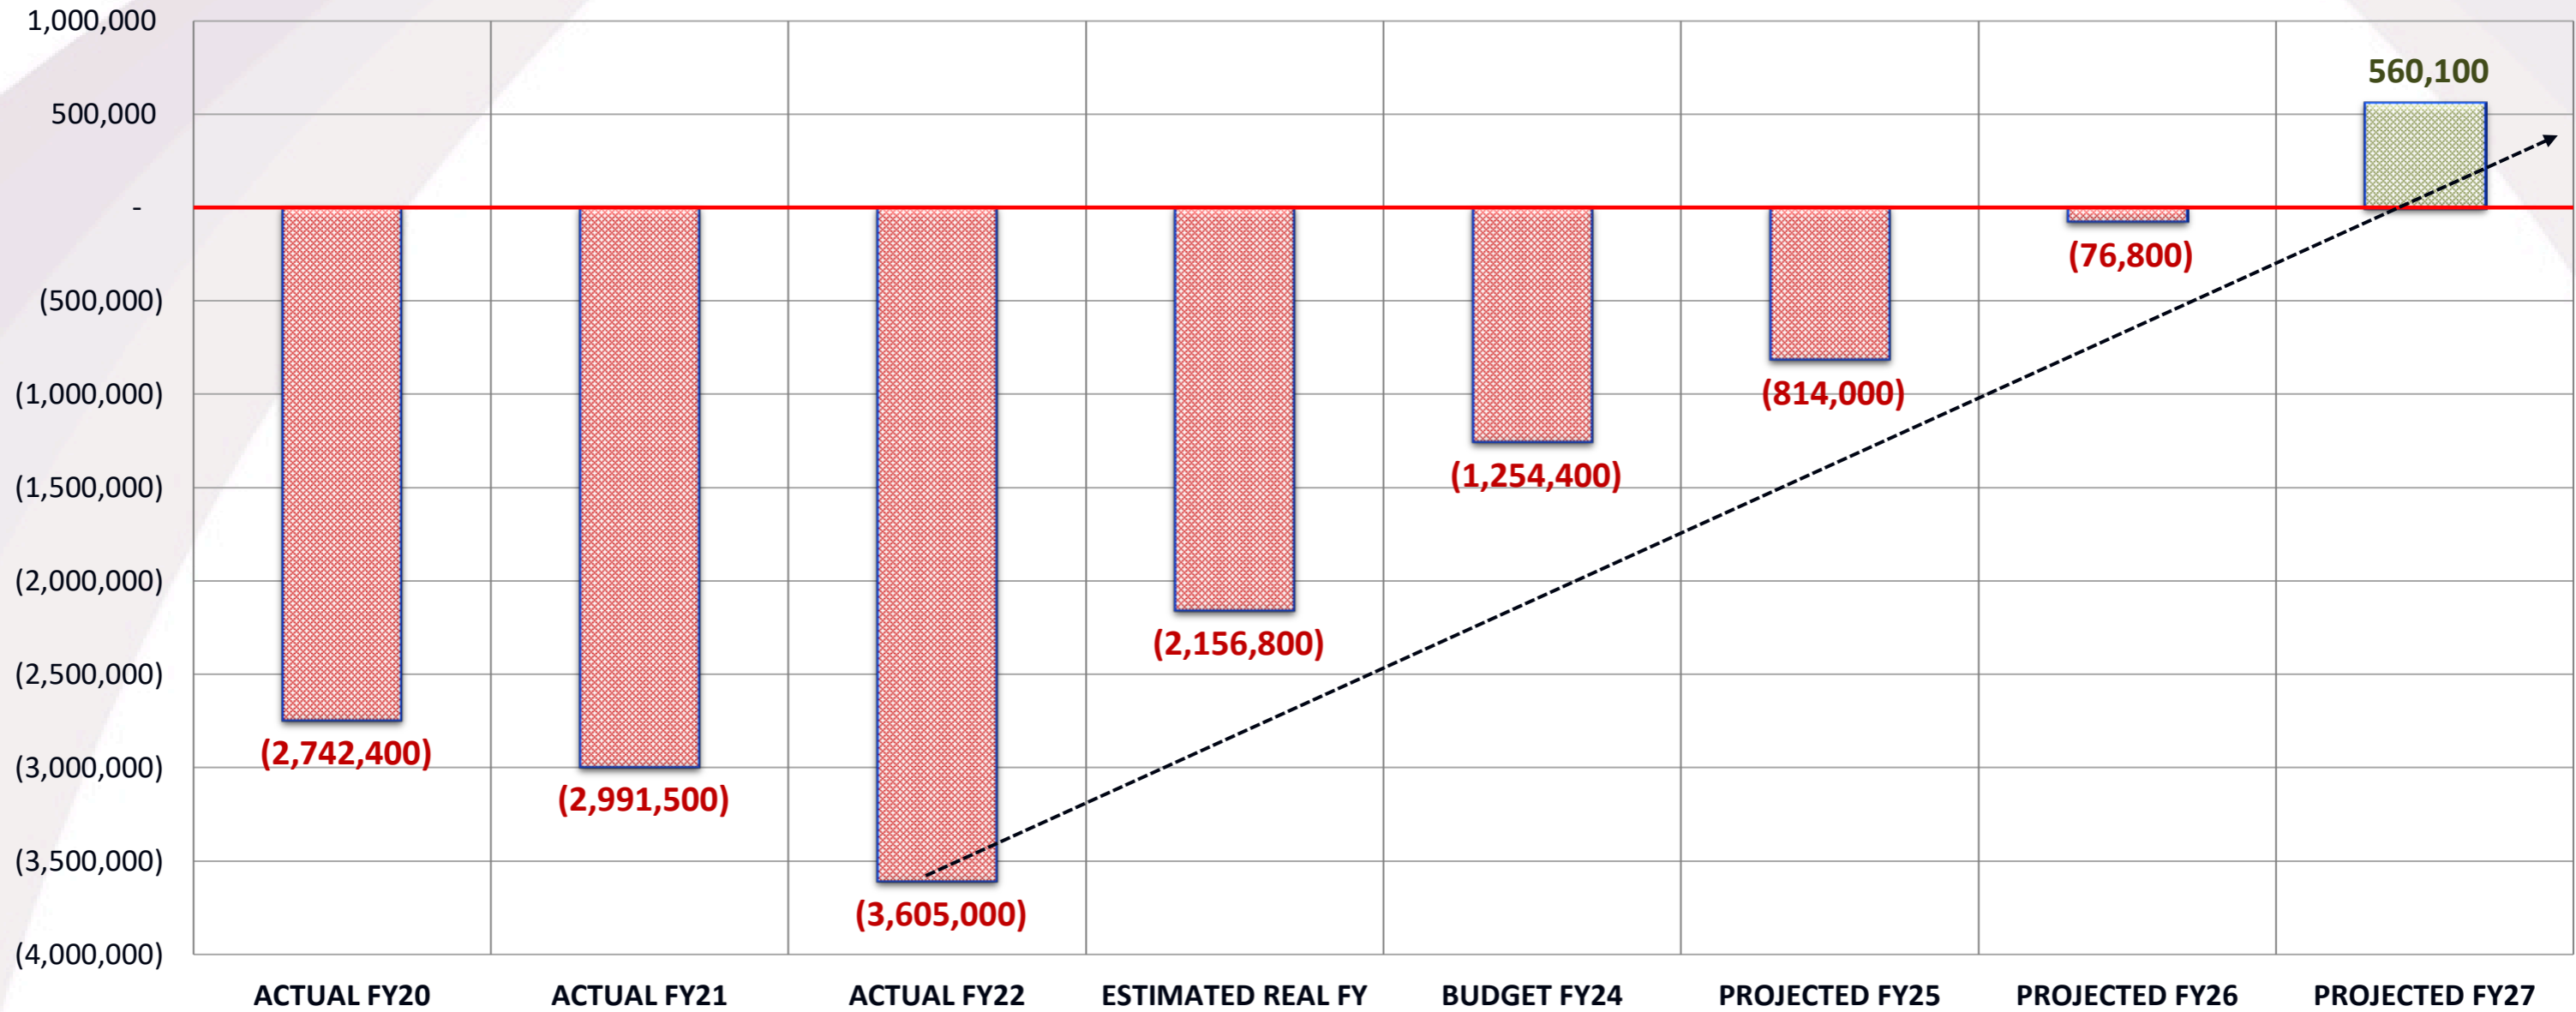 1,000,000
500,000
-
(500,000)
(1,000,000)
(1,500,000)
(2,000,000)
(2,500,000)
(3,000,000)
(3,500,000)
(4,000,000)
(2,742,400)
(2,991,500)
(3,605,000)
(2,156,800)
(1,254,400)
(814,000)
(76,800)
560,100
ACTUAL FY20
ACTUAL FY21
ACTUAL FY22
ESTIMATED REAL FY
BUDGET FY24
PROJECTED FY25
PROJECTED FY26
PROJECTED FY27